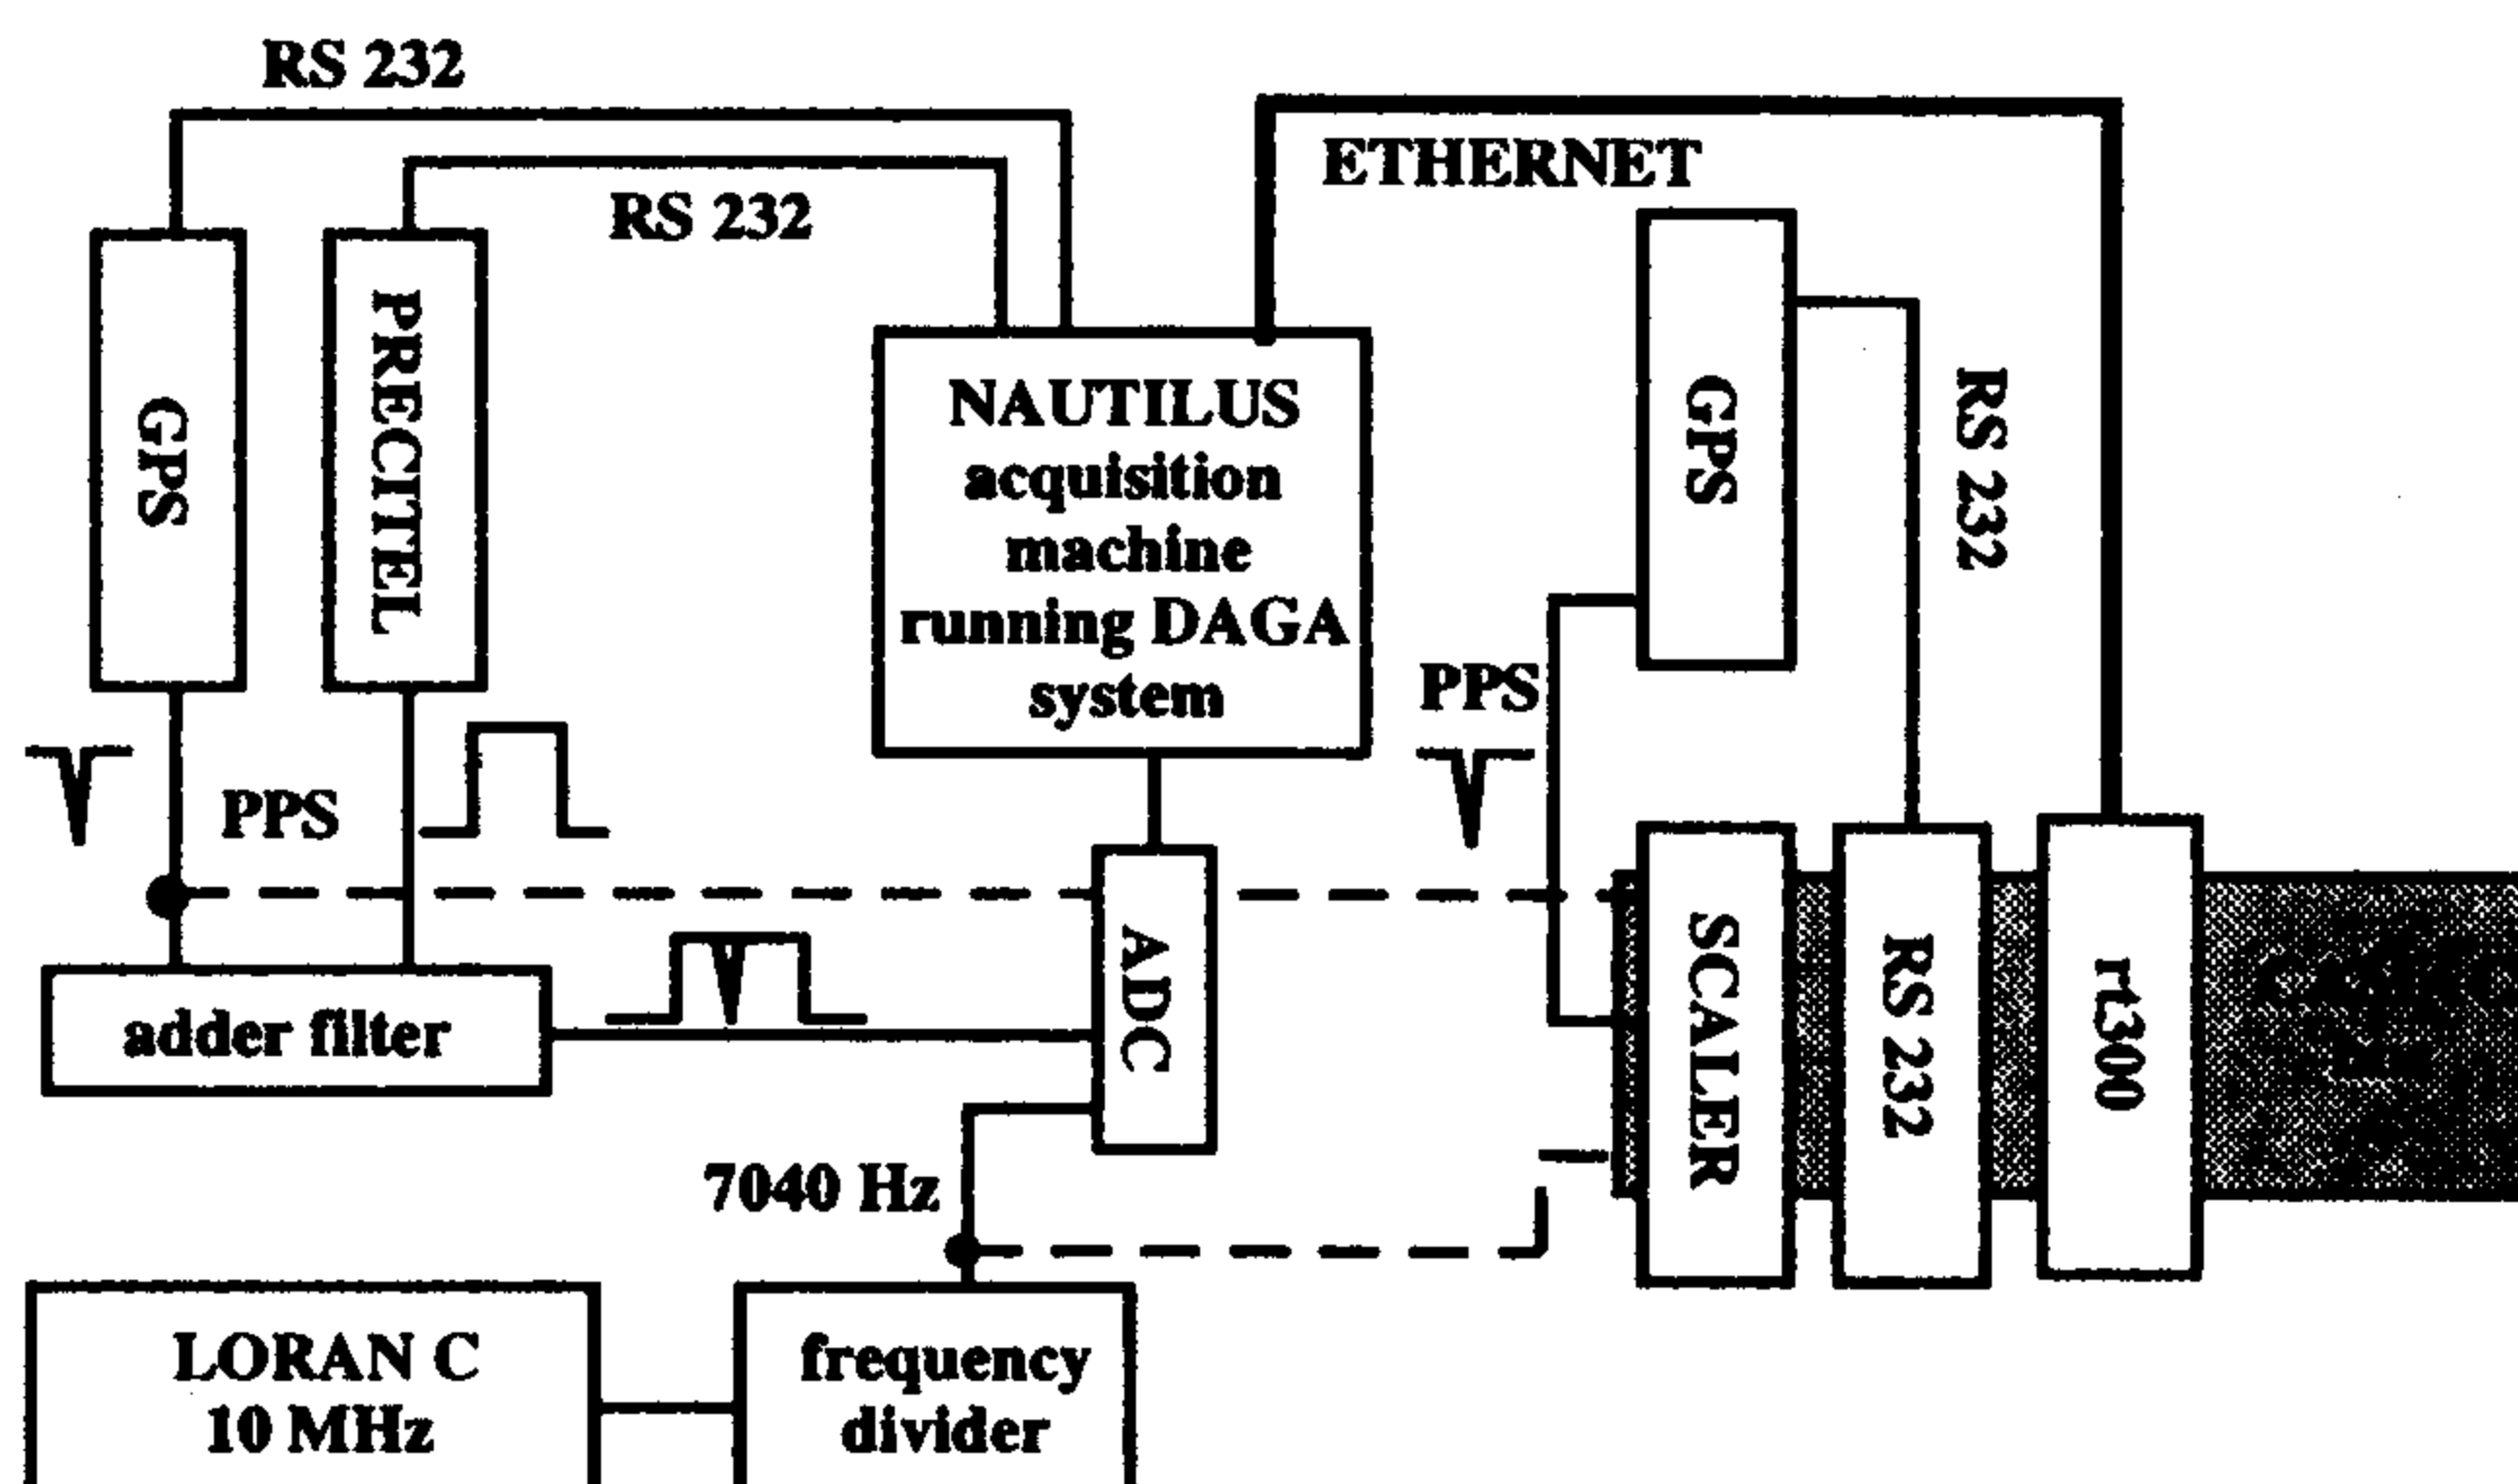 RS 232
ETHERNET
RS 232
GPS
PRECITEL
NAUTILUS
acquisition
machine
running DAGA
system
GPS
RS 232
PPS
PPS
ADC
SCALER
RS 232
rt300
adder filter
7040 Hz
LORAN C
10 MHz
frequency
divider